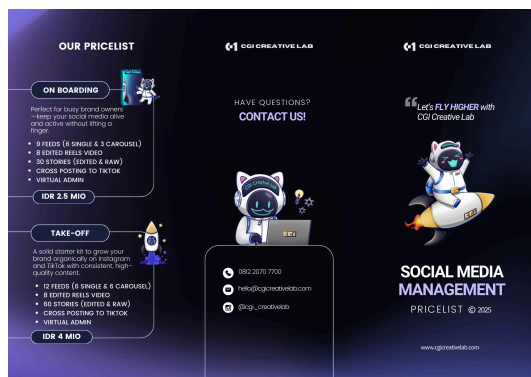 OUR PRICELIST
ON BOARDING
Perfect for busy brand owners
—keep your social media alive
and active without lifting a
finger.
• 9 FEEDS (6 SINGLE & 3 CAROUSEL)
• 8 EDITED REELS VIDEO
• 30 STORIES (EDITED & RAW)
• CROSS POSTING TO TIKTOK
• VIRTUAL ADMIN
IDR 2.5 MIO
TAKE-OFF
A solid starter kit to grow your
brand organically on Instagram
and TikTok with consistent, high-
quality content.
• 12 FEEDS (6 SINGLE & 6 CAROUSEL)
• 8 EDITED REELS VIDEO
• 60 STORIES (EDITED & RAW)
• CROSS POSTING TO TIKTOK
• VIRTUAL ADMIN
IDR 4 MIO
CGI CREATIVE LAB
HAVE QUESTIONS?
CONTACT US!
CGI Creative Lab
CGI
0812 2070 7700
hello@cgicreativelab.com
@cgi_creativelab
CGI CREATIVE LAB
“Let's FLY HIGHER with
CGI Creative Lab
CGI
SOCIAL MEDIA
MANAGEMENT
PRICELIST © 2025
www.cgicreativelab.com